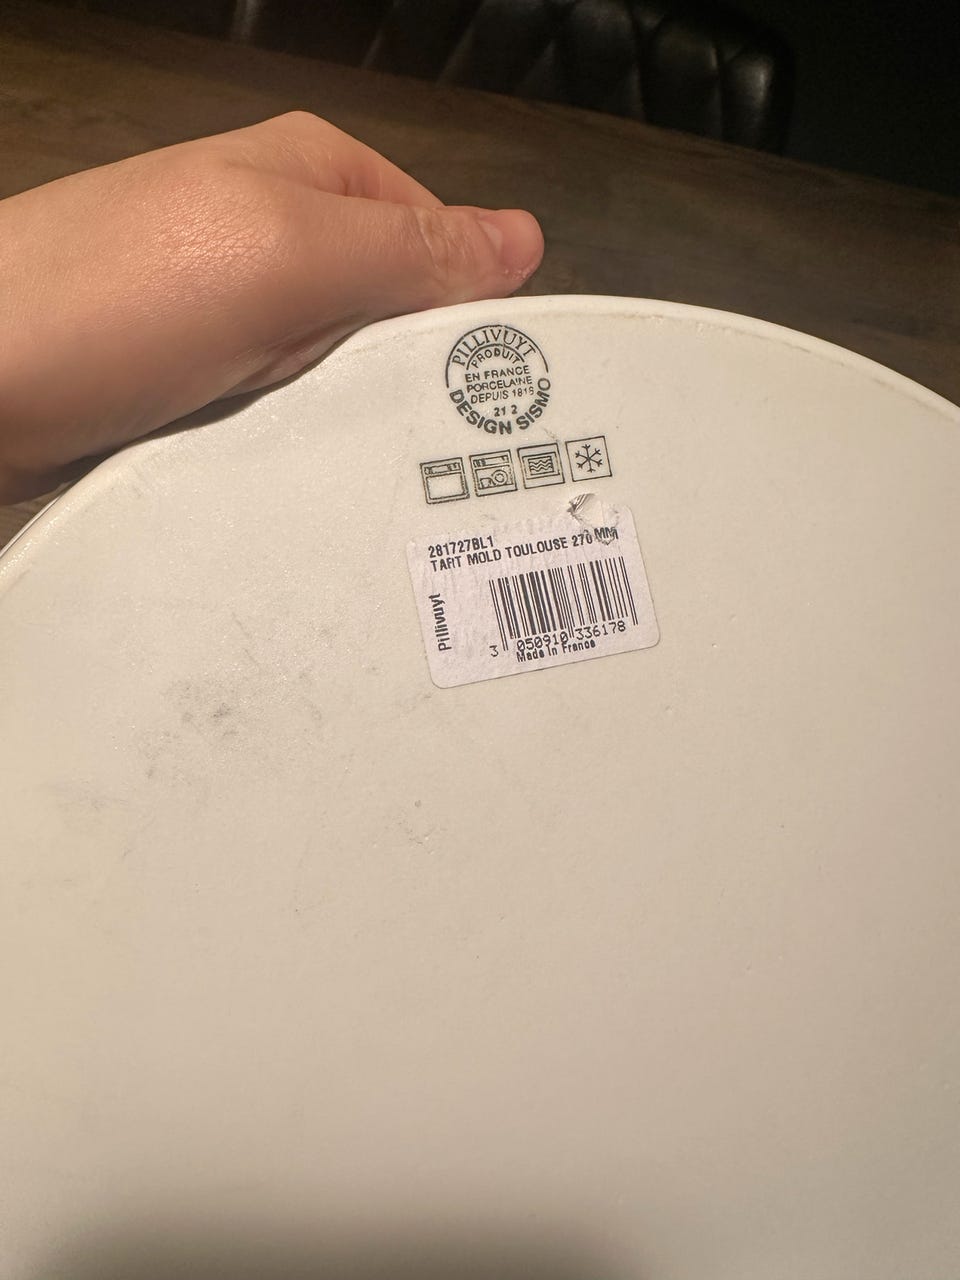 PILLIVUYT
PRODUIT
EN FRANCE
PORCELAINE
DEPUIS 1818
21 2
DESIGN SISMO
281727BL1
TART MOLD TOULOUSE 270 MM
Pillivuyt
3 050910 336178
Made in France